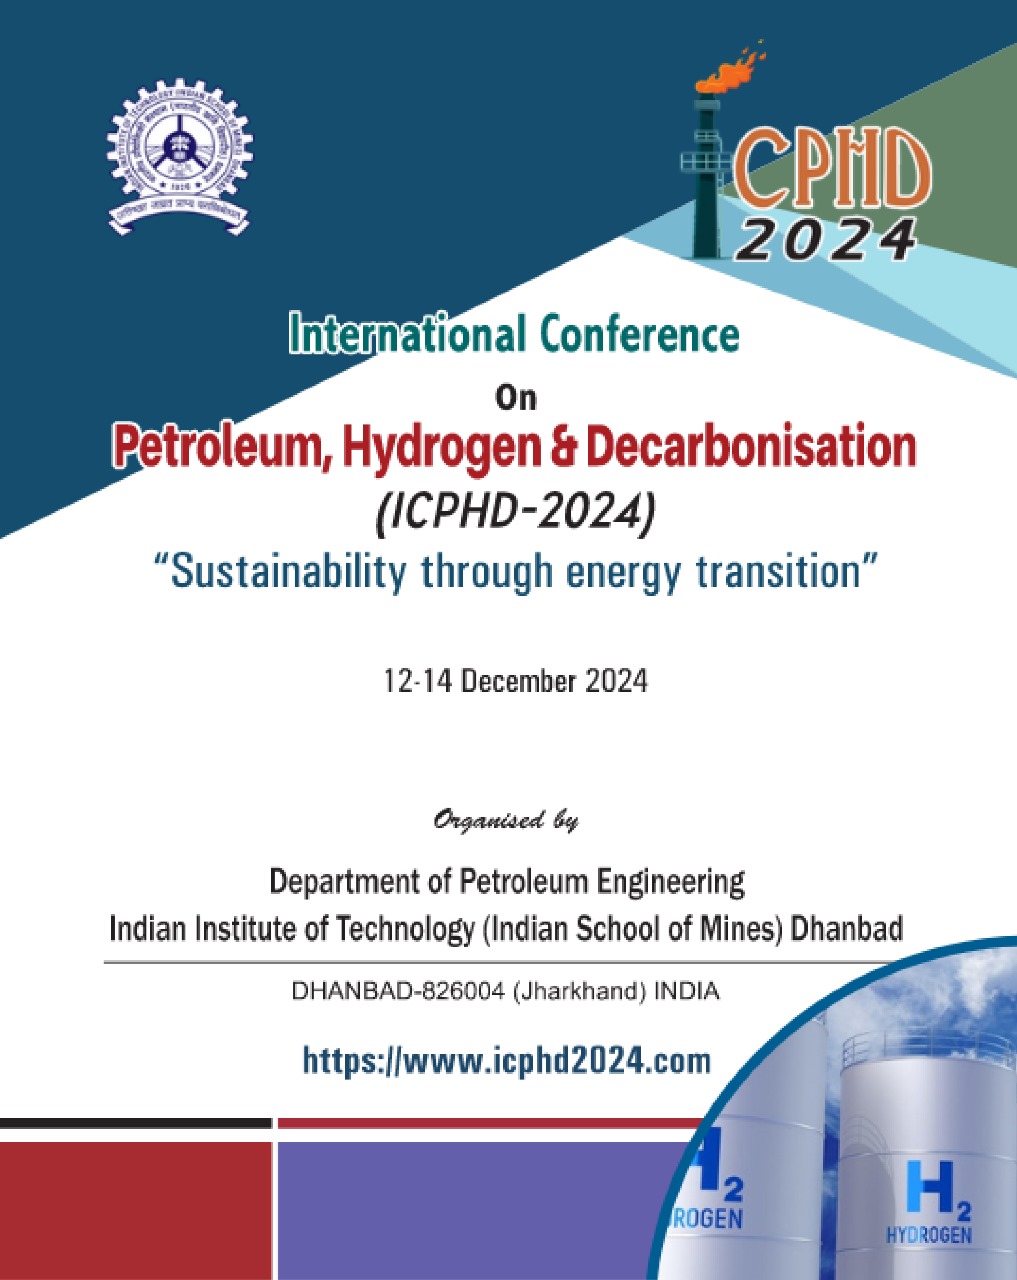 CPHD
2024
International Conference
On
Petroleum, Hydrogen & Decarbonisation
(ICPHD-2024)
“Sustainability through energy transition”
12-14 December 2024
Organised by
Department of Petroleum Engineering
Indian Institute of Technology (Indian School of Mines) Dhanbad
DHANBAD-826004 (Jharkhand) INDIA
https://www.icphd2024.com
H2
ROGEN
H2
HYDROGEN